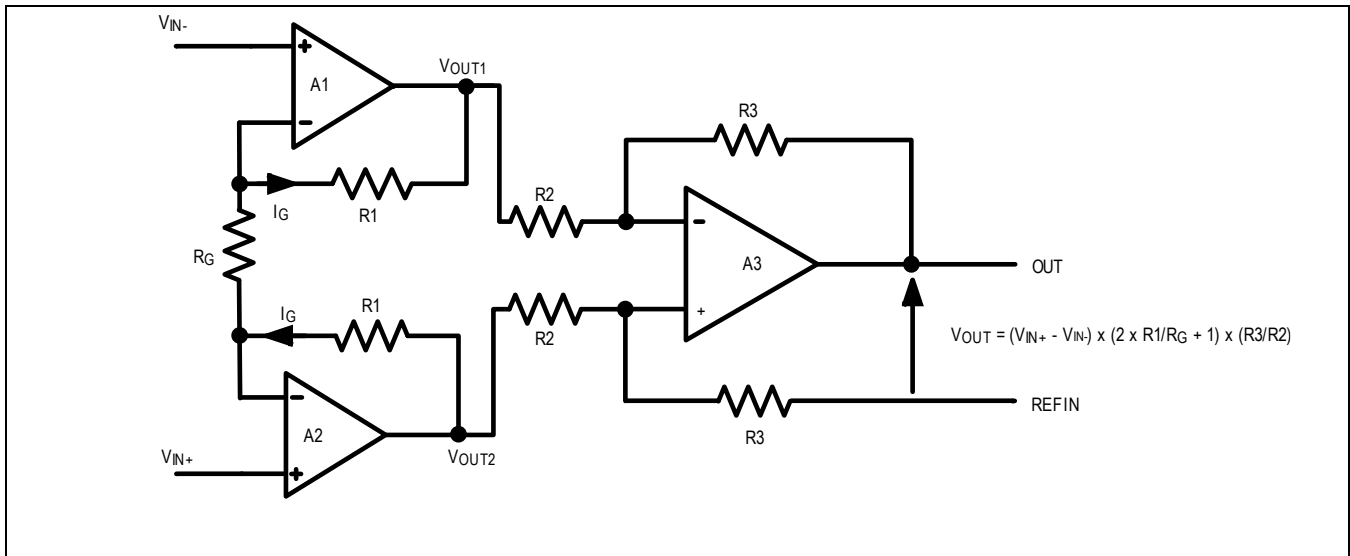 VIN-
+
A1
VOUT1
-
IG
R1
R2
R3
RG
-
A3
OUT
IG
R1
R2
+
VOUT = (VIN+ - VIN-) x (2 x R1/RG + 1) x (R3/R2)
-
A2
R3
REFIN
VIN+
+
VOUT2